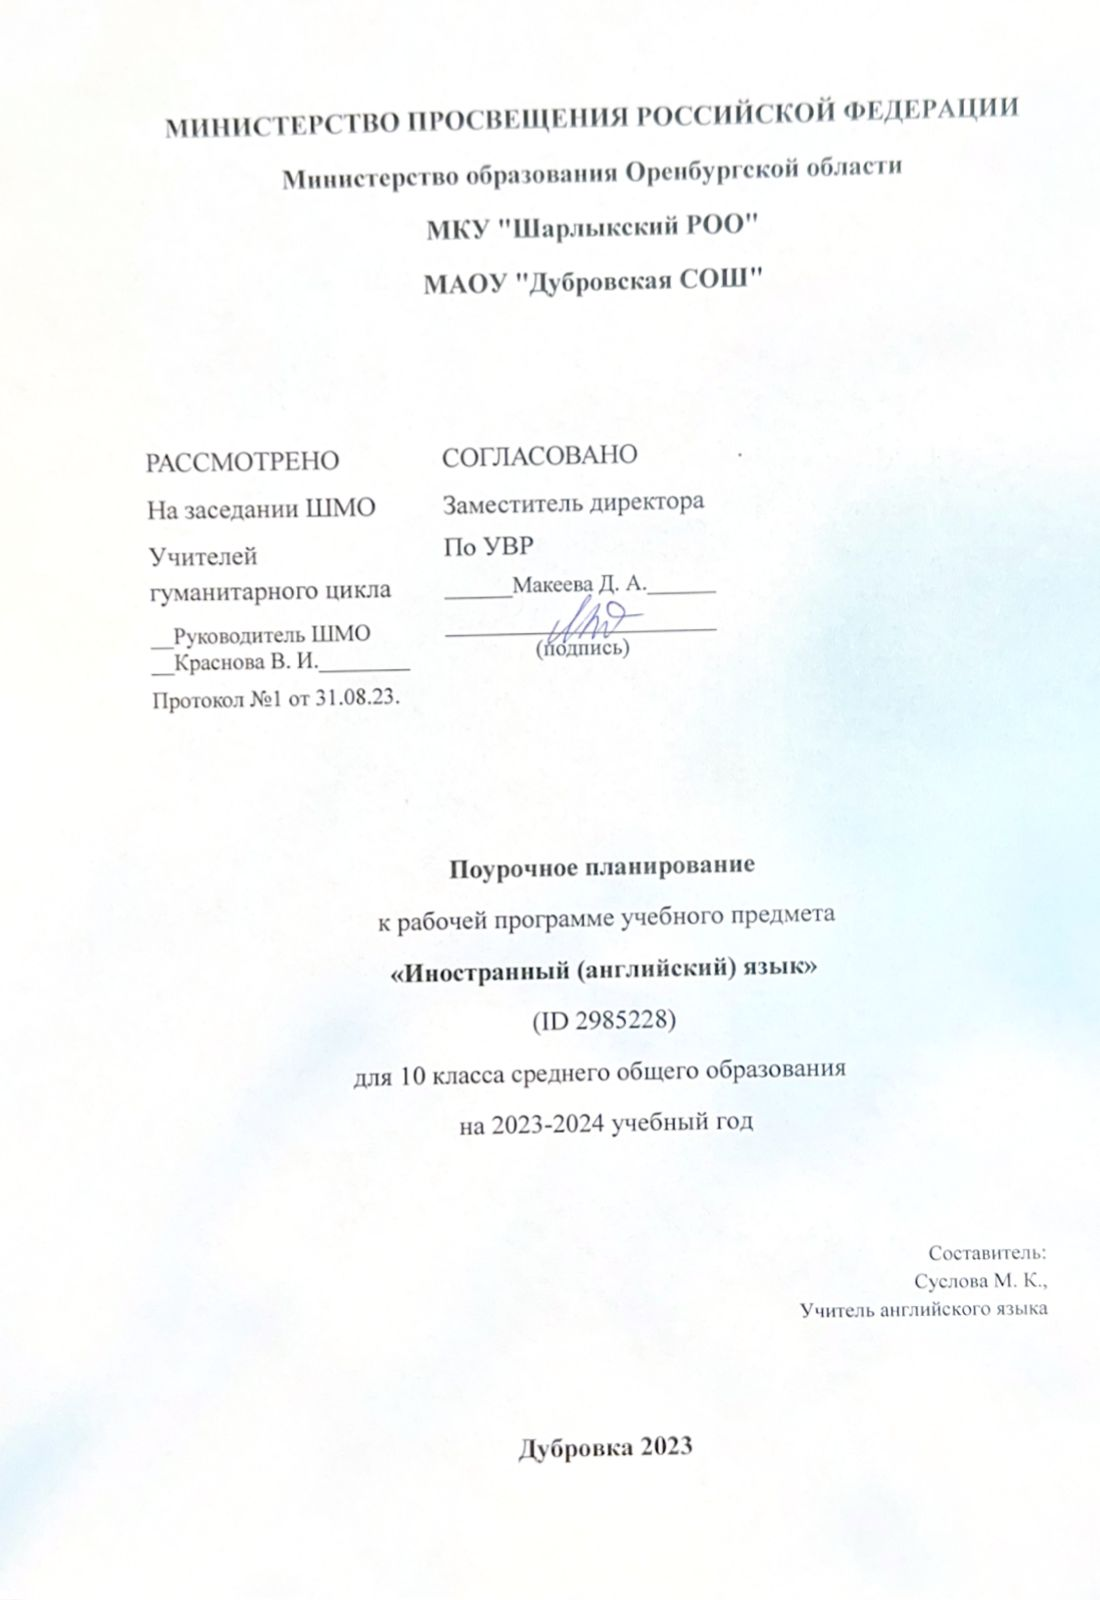 МИНИСТЕРСТВО ПРОСВЕЩЕНИЯ РОССИЙСКОЙ ФЕДЕРАЦИИ
Министерство образования Оренбургской области
МКУ "Шарлыкский РОО"
МАОУ "Дубровская СОШ"
РАССМОТРЕНО
На заседании ШМО
Учителей
гуманитарного цикла
__Руководитель ШМО
__Краснова В. И.________
Протокол №1 от 31.08.23.
СОГЛАСОВАНО
Заместитель директора
По УВР
______Макеева Д. А.______
(подпись)
Поурочное планирование
к рабочей программе учебного предмета
«Иностранный (английский) язык»
(ID 2985228)
для 10 класса среднего общего образования
на 2023-2024 учебный год
Составитель:
Суслова М. К.,
Учитель английского языка
Дубровка 2023